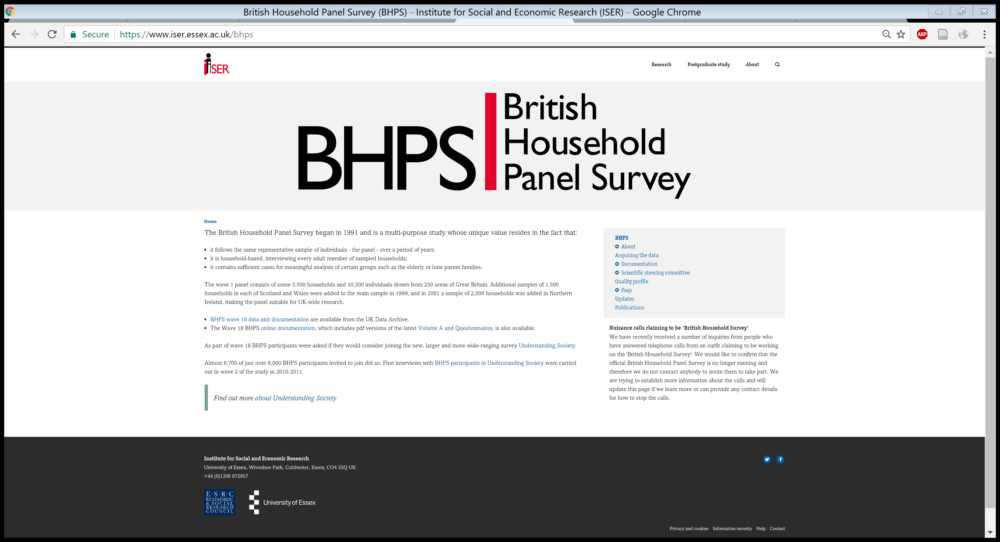 British Household Panel Survey (BHPS) - Institute for Social and Economic Research (ISER) - Google Chrome
Secure https://www.iser.essex.ac.uk/bhps
ABP
iSER
Research Postgraduate study About
BHPS
British
Household
Panel Survey
Home
The British Household Panel Survey began in 1991 and is a multi-purpose study whose unique value resides in the fact that:
• it follows the same representative sample of individuals - the panel - over a period of years;
• it is household-based, interviewing every adult member of sampled households;
• it contains sufficient cases for meaningful analysis of certain groups such as the elderly or lone parent families.
The wave 1 panel consists of some 5,500 households and 10,300 individuals drawn from 250 areas of Great Britain. Additional samples of 1,500
households in each of Scotland and Wales were added to the main sample in 1999, and in 2001 a sample of 2,000 households was added in Northern
Ireland, making the panel suitable for UK-wide research.
• BHPS wave 18 data and documentation are available from the UK Data Archive.
• The Wave 18 BHPS online documentation, which includes pdf versions of the latest Volume A and Questionnaires, is also available.
As part of wave 18 BHPS participants were asked if they would consider joining the new, larger and more wide-ranging survey Understanding Society.
Almost 6,700 of just over 8,000 BHPS participants invited to join did so. First interviews with BHPS participants in Understanding Society were carried
out in wave 2 of the study in 2010-2011.
Find out more about Understanding Society
BHPS
About
Acquiring the data
Documentation
Scientific steering committee
Quality profile
Faqs
Updates
Publications
Nuisance calls claiming to be 'British Household Survey'
We have recently received a number of inquiries from people who
have answered telephone calls from an outfit claiming to be working
on the 'British Household Survey'. We would like to confirm that the
official British Household Panel Survey is no longer running and
therefore we do not contact anybody to invite them to take part. We
are trying to establish more information about the calls and will
update this page if we learn more or can provide any contact details
for how to stop the calls.
Institute for Social and Economic Research
University of Essex, Wivenhoe Park, Colchester, Essex, CO4 3SQ UK
+44 (0)1206 872957
E·S·R·C
ECONOMIC
& SOCIAL
RESEARCH
COUNCIL
University of Essex
Privacy and cookies Information security Help Contact